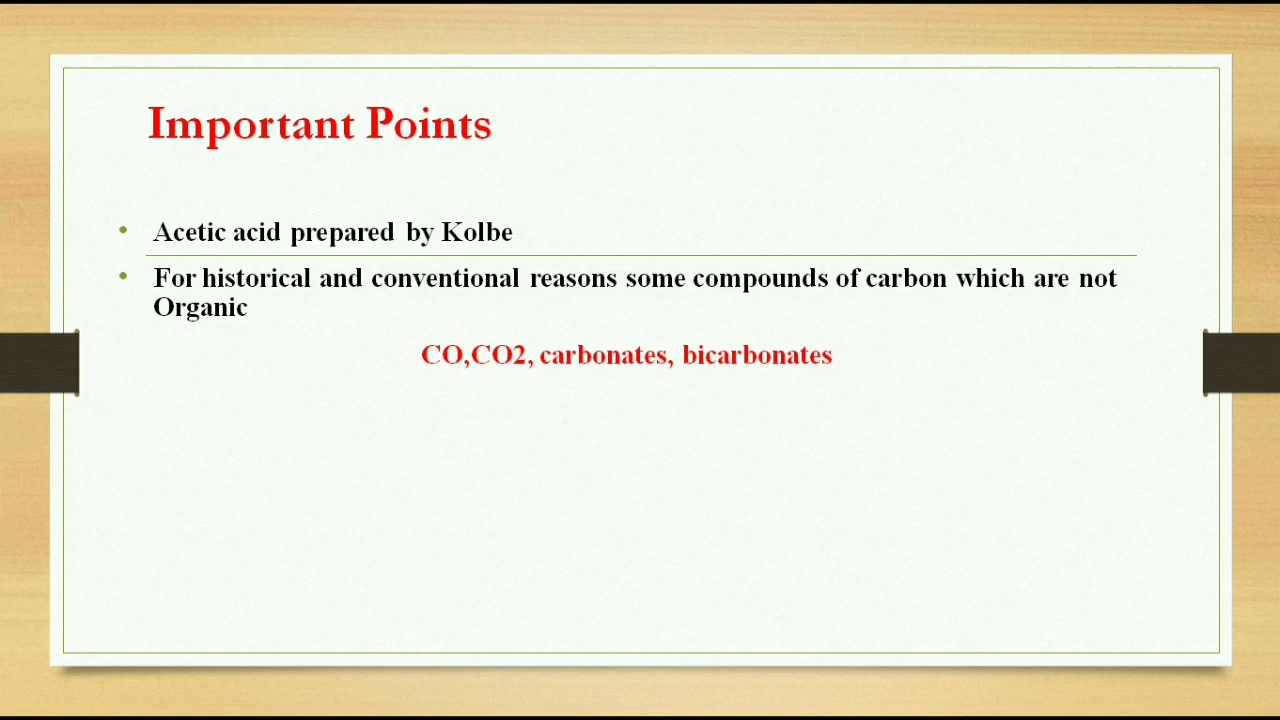 Important Points
• Acetic acid prepared by Kolbe
• For historical and conventional reasons some compounds of carbon which are not
Organic
CO,CO2, carbonates, bicarbonates